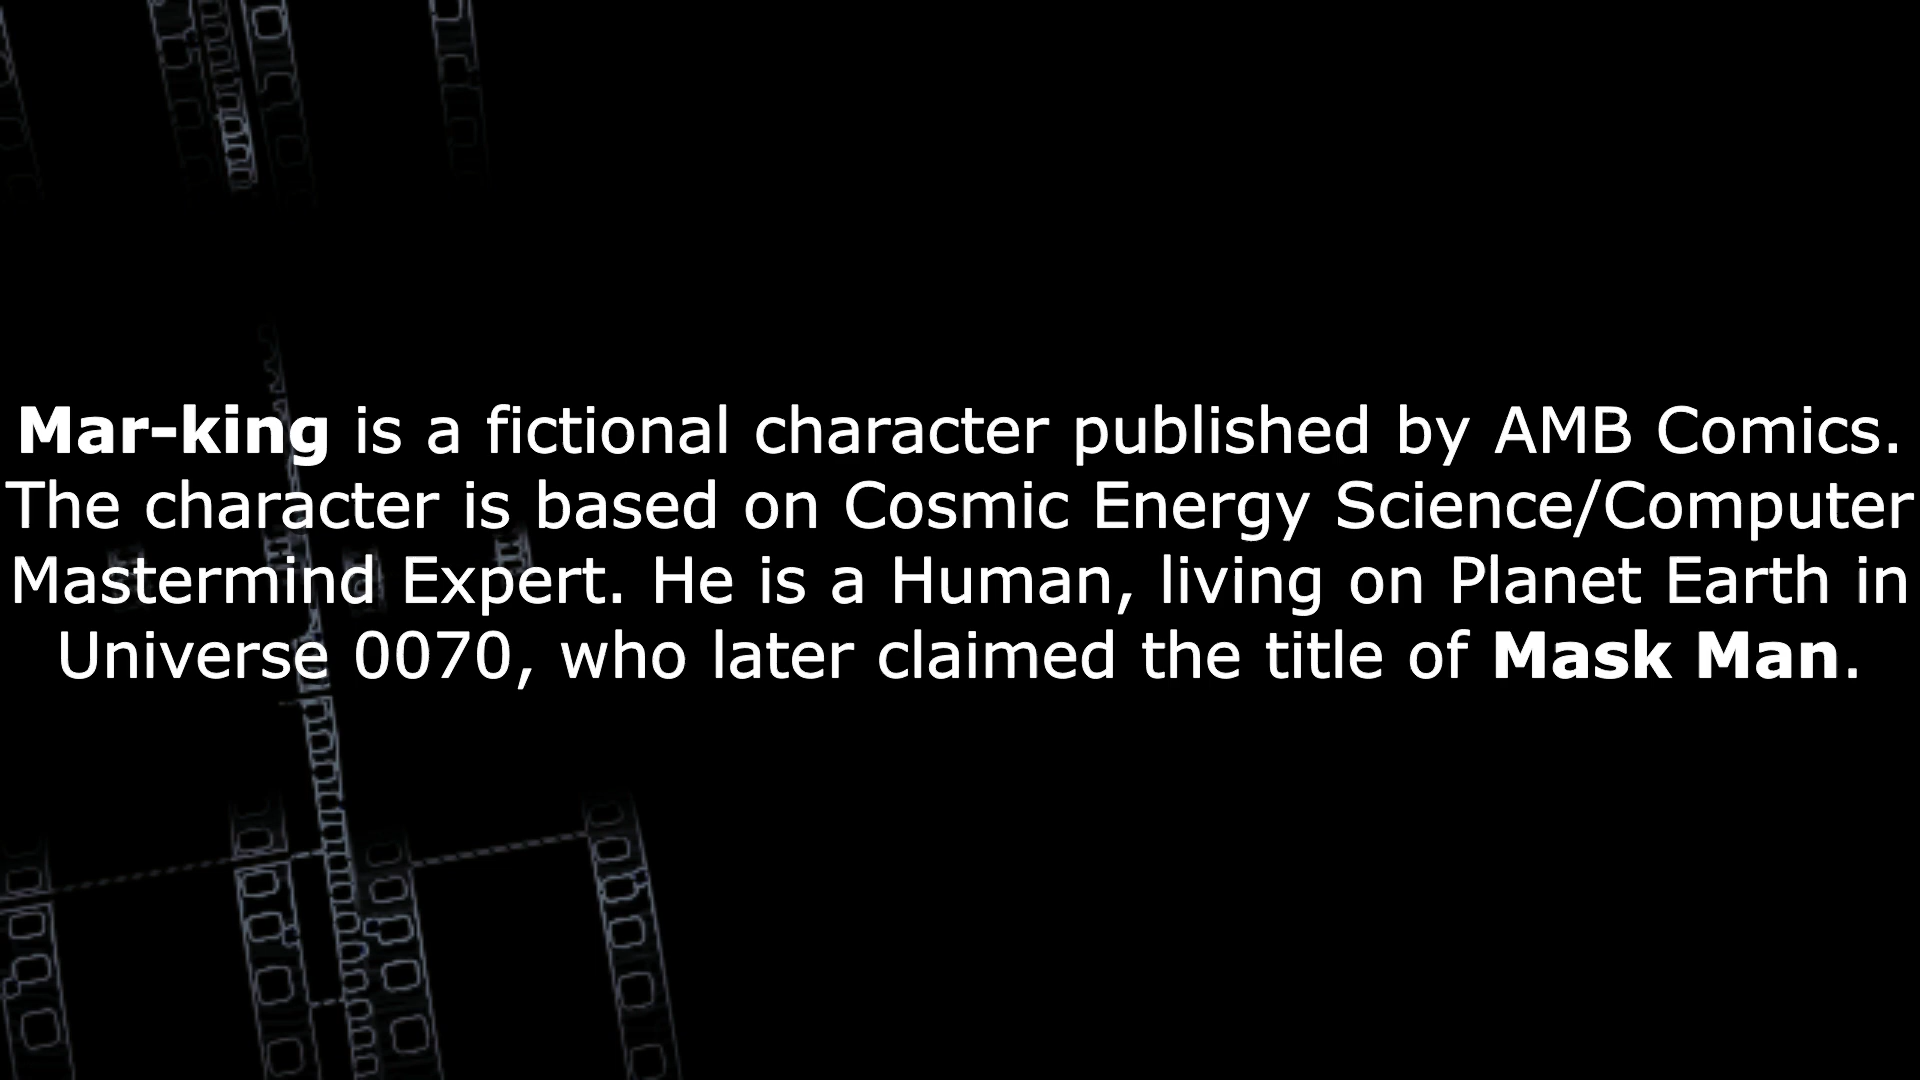 Mar-king is a fictional character published by AMB Comics.
The character is based on Cosmic Energy Science/Computer
Mastermind Expert. He is a Human, living on Planet Earth in
Universe 0070, who later claimed the title of Mask Man.